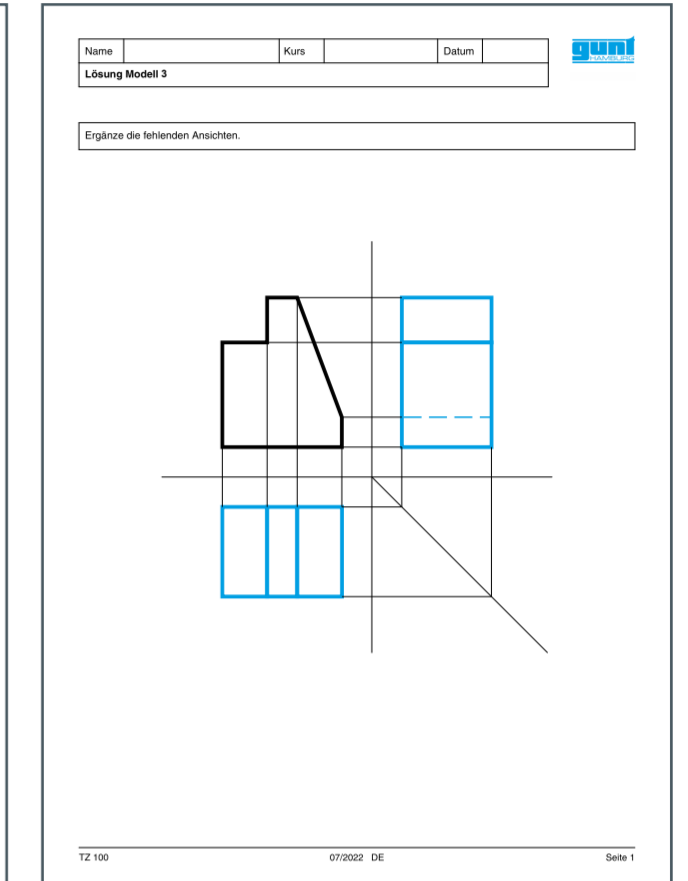 Name Kurs Datum
gunt
HAMBURG
Lösung Modell 3
Ergänze die fehlenden Ansichten.
TZ 100 07/2022 DE Seite 1